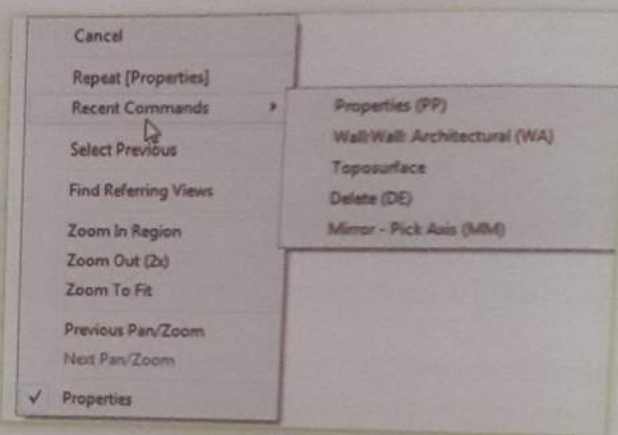 Cancel
Repeat [Properties]
Recent Commands
Select Previous
Find Referring Views
Zoom In Region
Zoom Out (2x)
Zoom To Fit
Previous Pan/Zoom
Next Pan/Zoom
✓ Properties
Properties (PP)
Wall:Wall: Architectural (WA)
Toposurface
Delete (DE)
Mirror - Pick Axis (MM)